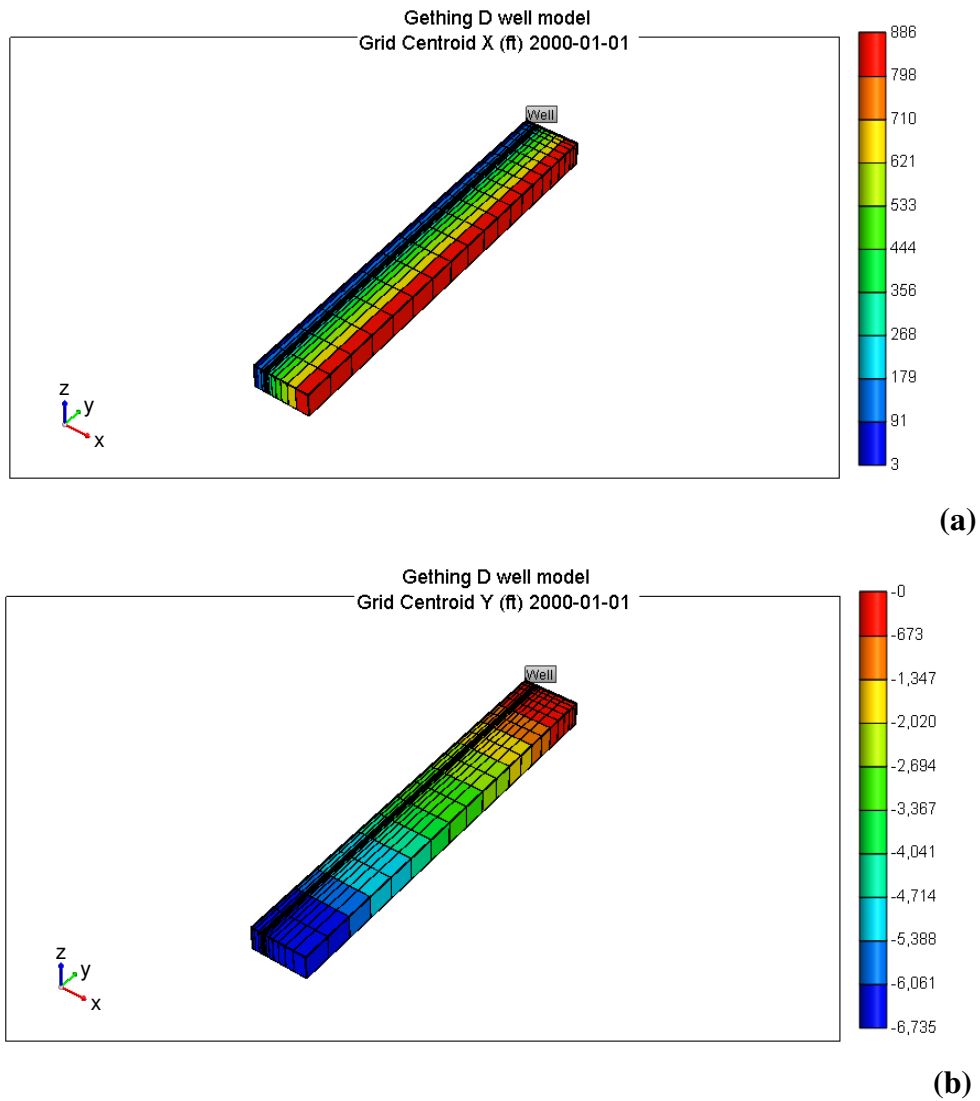 Gething D well model
Grid Centroid X (ft) 2000-01-01
886
798
710
621
533
444
356
268
179
91
3
Well
z
y
x
(a)
Gething D well model
Grid Centroid Y (ft) 2000-01-01
-0
-673
-1,347
-2,020
-2,694
-3,367
-4,041
-4,714
-5,388
-6,061
-6,735
Well
z
y
x
(b)